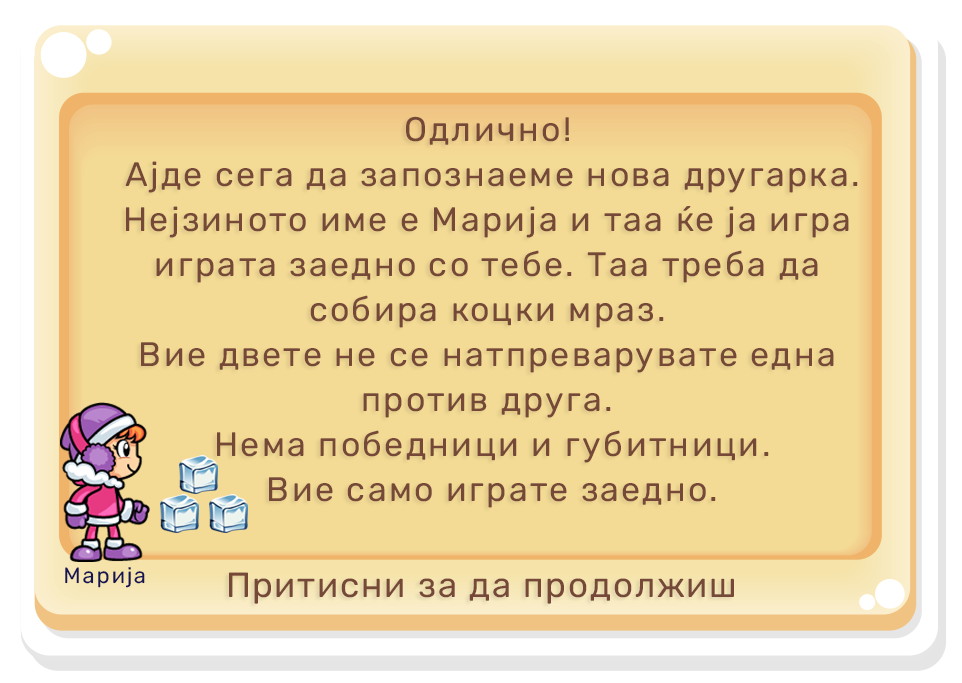 Одлично!
Ајде сега да запознаеме нова другарка.
Нејзиното име е Марија и таа ќе ја игра
играта заедно со тебе. Таа треба да
собира коцки мраз.
Вие двете не се натпреварувате една
против друга.
Нема победници и губитници.
Вие само играте заедно.
Марија
Притисни за да продолжиш